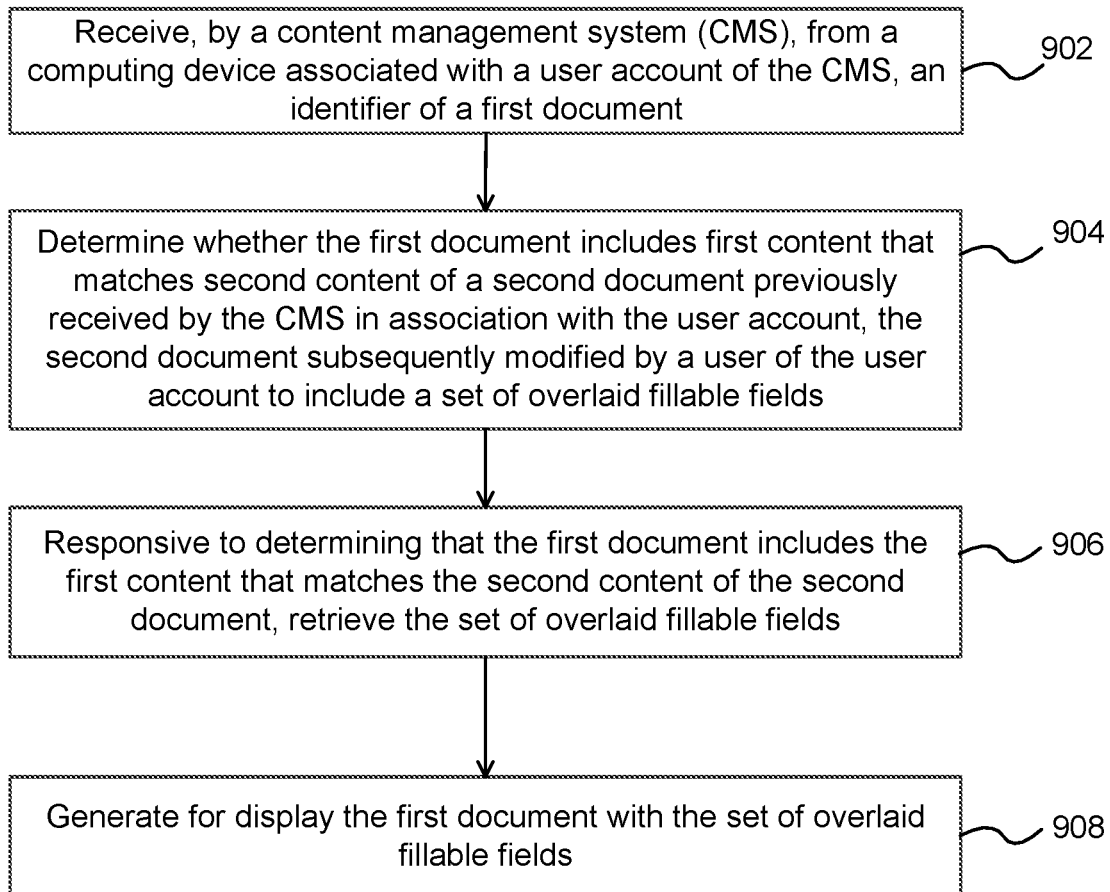 Receive, by a content management system (CMS), from a
computing device associated with a user account of the CMS, an
identifier of a first document
902
Determine whether the first document includes first content that
matches second content of a second document previously
received by the CMS in association with the user account, the
second document subsequently modified by a user of the user
account to include a set of overlaid fillable fields
904
Responsive to determining that the first document includes the
first content that matches the second content of the second
document, retrieve the set of overlaid fillable fields
906
Generate for display the first document with the set of overlaid
fillable fields
908